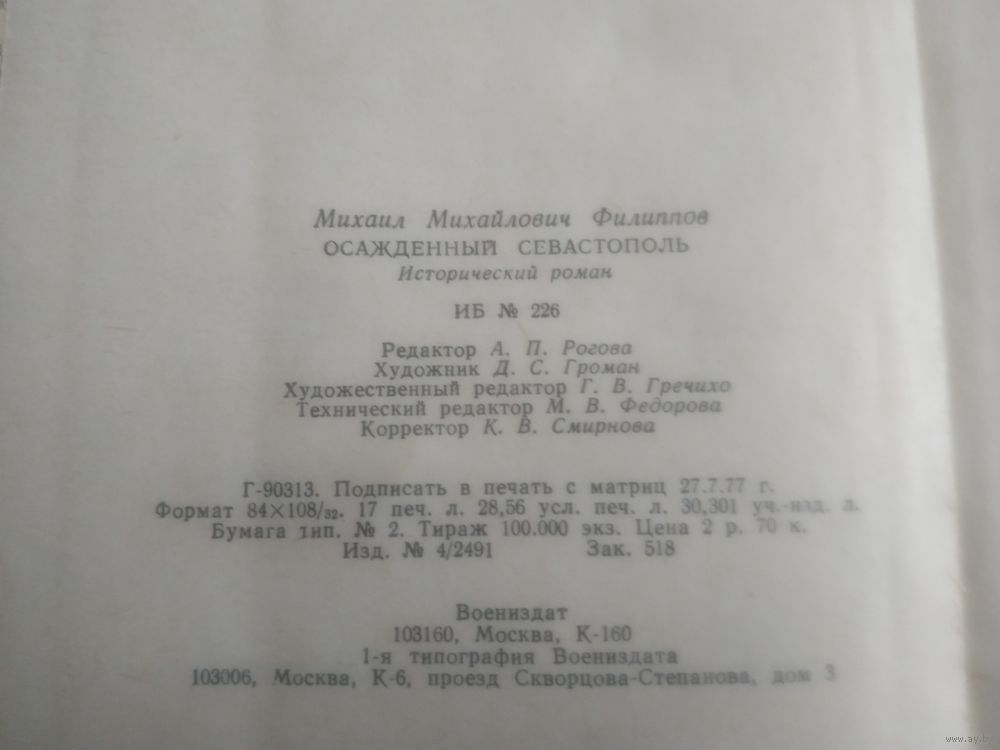 Михаил Михайлович Филиппов
ОСАЖДЕННЫЙ СЕВАСТОПОЛЬ
Исторический роман
ИБ № 226
Редактор А. П. Рогова
Художник Д. С. Громан
Художественный редактор Г. В. Гречихо
Технический редактор М. В. Федорова
Корректор К. В. Смирнова
Г-90313. Подписать в печать с матриц 27.7.77 г.
Формат 84×108/32. 17 печ. л. 28,56 усл. печ. л. 30,301 уч.-изд. л.
Бумага тип. № 2. Тираж 100.000 экз. Цена 2 р. 70 к.
Изд. № 4/2491 Зак. 518
Воениздат
103160, Москва, К-160
1-я типография Воениздата
103006, Москва, К-6, проезд Скворцова-Степанова, дом 3
www.ay.by